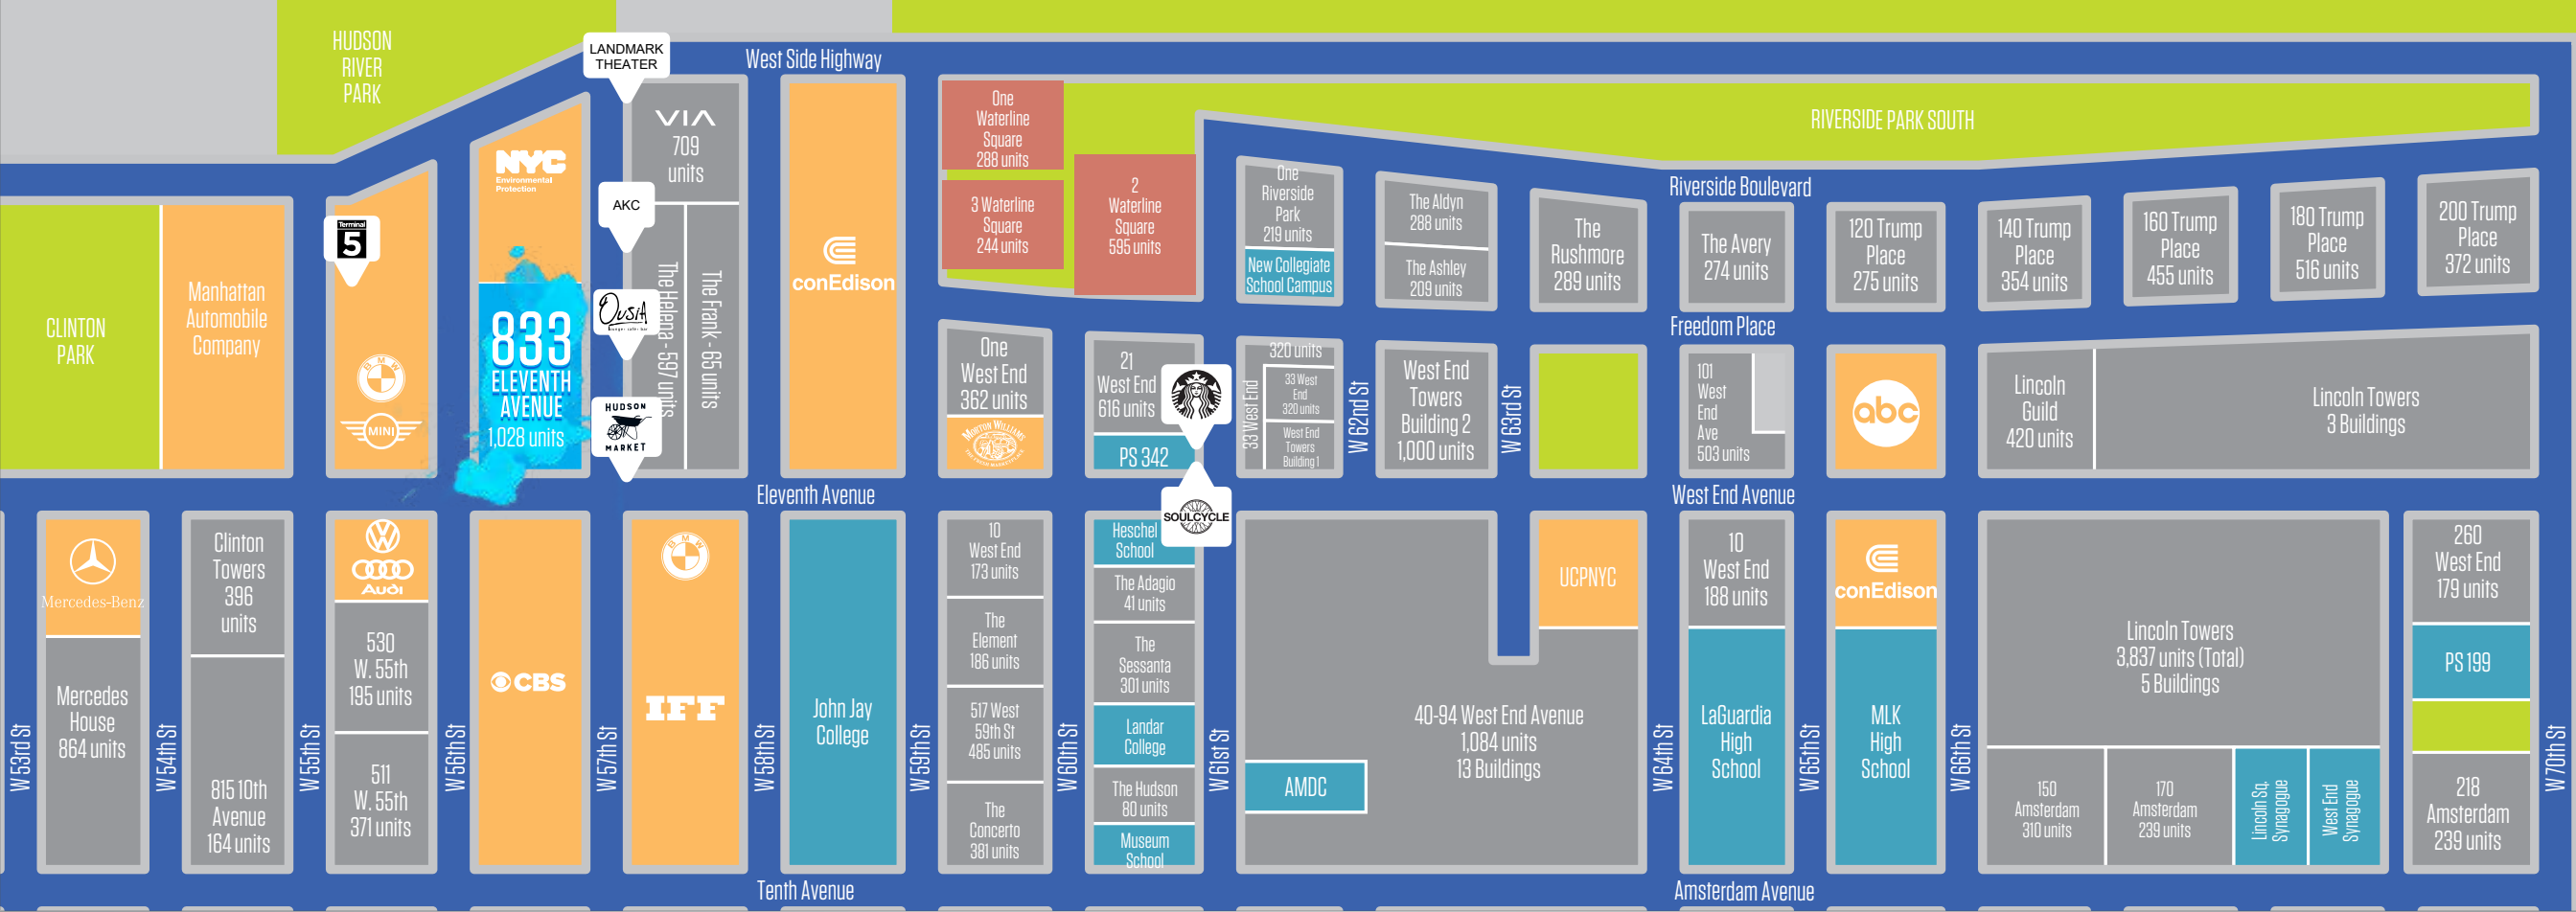 HUDSON
RIVER
PARK
LANDMARK
THEATER
West Side Highway
NYC
Environmental
Protection
VIA
709
units
AKC
Terminal
5
conEdison
One
Waterline
Square
288 units
3 Waterline
Square
244 units
2
Waterline
Square
595 units
RIVERSIDE PARK SOUTH
Riverside Boulevard
One
Riverside
Park
219 units
New Collegiate
School Campus
The Aldyn
288 units
The Ashley
209 units
The
Rushmore
289 units
The Avery
274 units
120 Trump
Place
275 units
140 Trump
Place
354 units
160 Trump
Place
455 units
180 Trump
Place
516 units
200 Trump
Place
372 units
CLINTON
PARK
Manhattan
Automobile
Company
BMW
MINI
833
ELEVENTH
AVENUE
1,028 units
OUSIA
HUDSON
MARKET
The Helena - 597 units
The Frank - 65 units
Freedom Place
One
West End
362 units
MORTON WILLIAMS
21
West End
616 units
PS 342
33 West End
320 units
33 West
End
320 units
West End
Towers
Building 1
W 62nd St
West End
Towers
Building 2
1,000 units
W 63rd St
101
West
End
Ave
503 units
abc
Lincoln
Guild
420 units
Lincoln Towers
3 Buildings
Eleventh Avenue
SOULCYCLE
West End Avenue
Mercedes-Benz
Mercedes
House
864 units
Clinton
Towers
396
units
815 10th
Avenue
164 units
Audi
530
W. 55th
195 units
511
W. 55th
371 units
CBS
BMW
IFF
John Jay
College
10
West End
173 units
The
Element
186 units
517 West
59th St
485 units
The
Concerto
381 units
Heschel
School
The Adagio
41 units
The
Sessanta
301 units
Landar
College
The Hudson
80 units
Museum
School
AMDC
40-94 West End Avenue
1,084 units
13 Buildings
UCPNYC
10
West End
188 units
LaGuardia
High
School
conEdison
MLK
High
School
Lincoln Towers
3,837 units (Total)
5 Buildings
150
Amsterdam
310 units
170
Amsterdam
239 units
Lincoln Sq.
Synagogue
West End
Synagogue
260
West End
179 units
PS 199
218
Amsterdam
239 units
W 53rd St
W 54th St
W 55th St
W 56th St
W 57th St
W 58th St
W 59th St
W 60th St
W 61st St
W 64th St
W 65th St
W 66th St
W 70th St
Tenth Avenue
Amsterdam Avenue